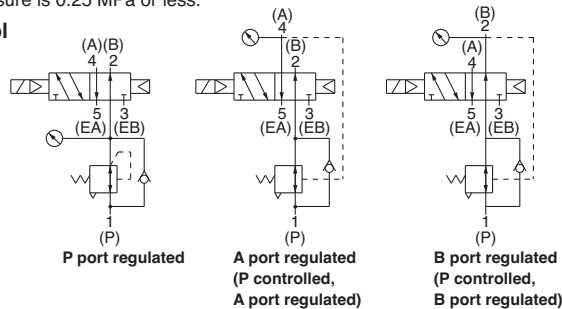 sure is 0.25 MPa or less.
ol
(A)(B)
4 2
5 3
(EA) (EB)
1
(P)
P port regulated
(A)
4
(B)
2
5 3
(EA) (EB)
1
(P)
A port regulated
(P controlled,
A port regulated)
(B)
2
(A)
4
5 3
(EA) (EB)
1
(P)
B port regulated
(P controlled,
B port regulated)